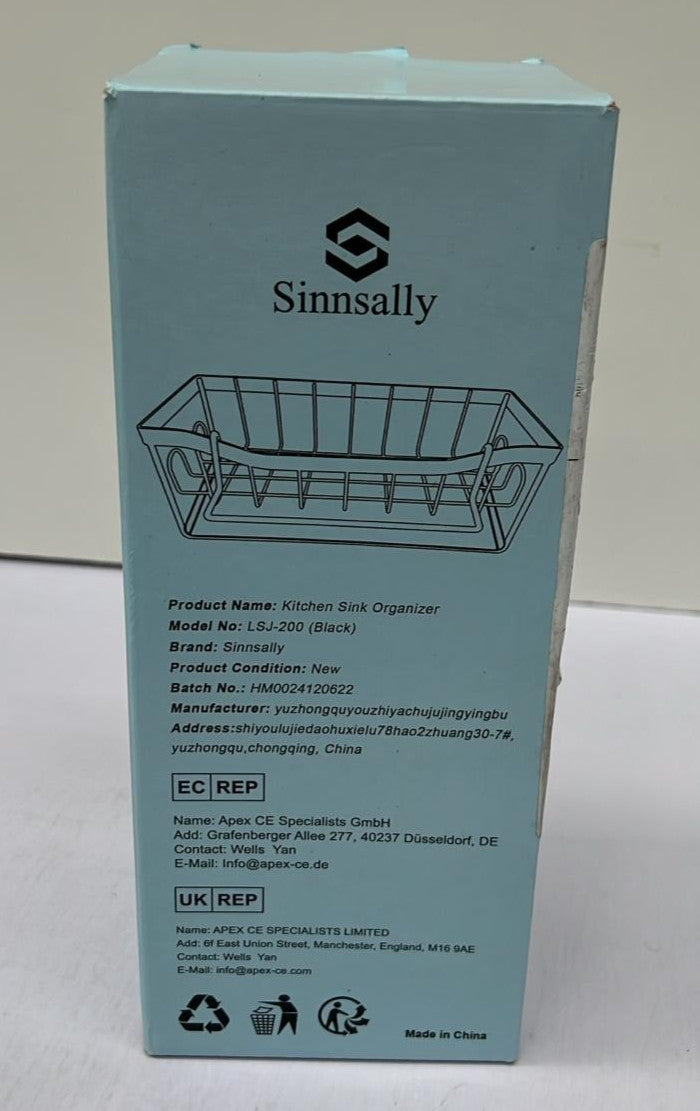 Sinnsally
Product Name: Kitchen Sink Organizer
Model No: LSJ-200 (Black)
Brand: Sinnsally
Product Condition: New
Batch No.: HM0024120622
Manufacturer: yuzhongquyouzhiyachujujingyingbu
Address:shiyoulujiedaohuxielu78hao2zhuang30-7#,
yuzhongqu,chongqing, China
EC REP
Name: Apex CE Specialists GmbH
Add: Grafenberger Allee 277, 40237 Düsseldorf, DE
Contact: Wells Yan
E-Mail: Info@apex-ce.de
UK REP
Name: APEX CE SPECIALISTS LIMITED
Add: 6f East Union Street, Manchester, England, M16 9AE
Contact: Wells Yan
E-Mail: info@apex-ce.com
Made in China